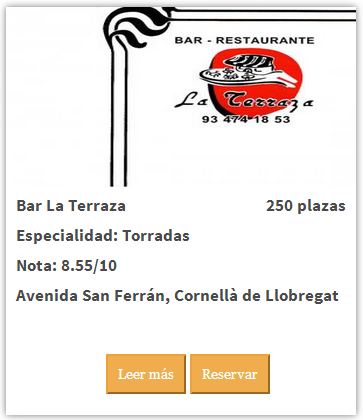 BAR - RESTAURANTE
La Terraza
93 474 18 53
Bar La Terraza 250 plazas
Especialidad: Torradas
Nota: 8.55/10
Avenida San Ferrán, Cornellà de Llobregat
Leer más Reservar